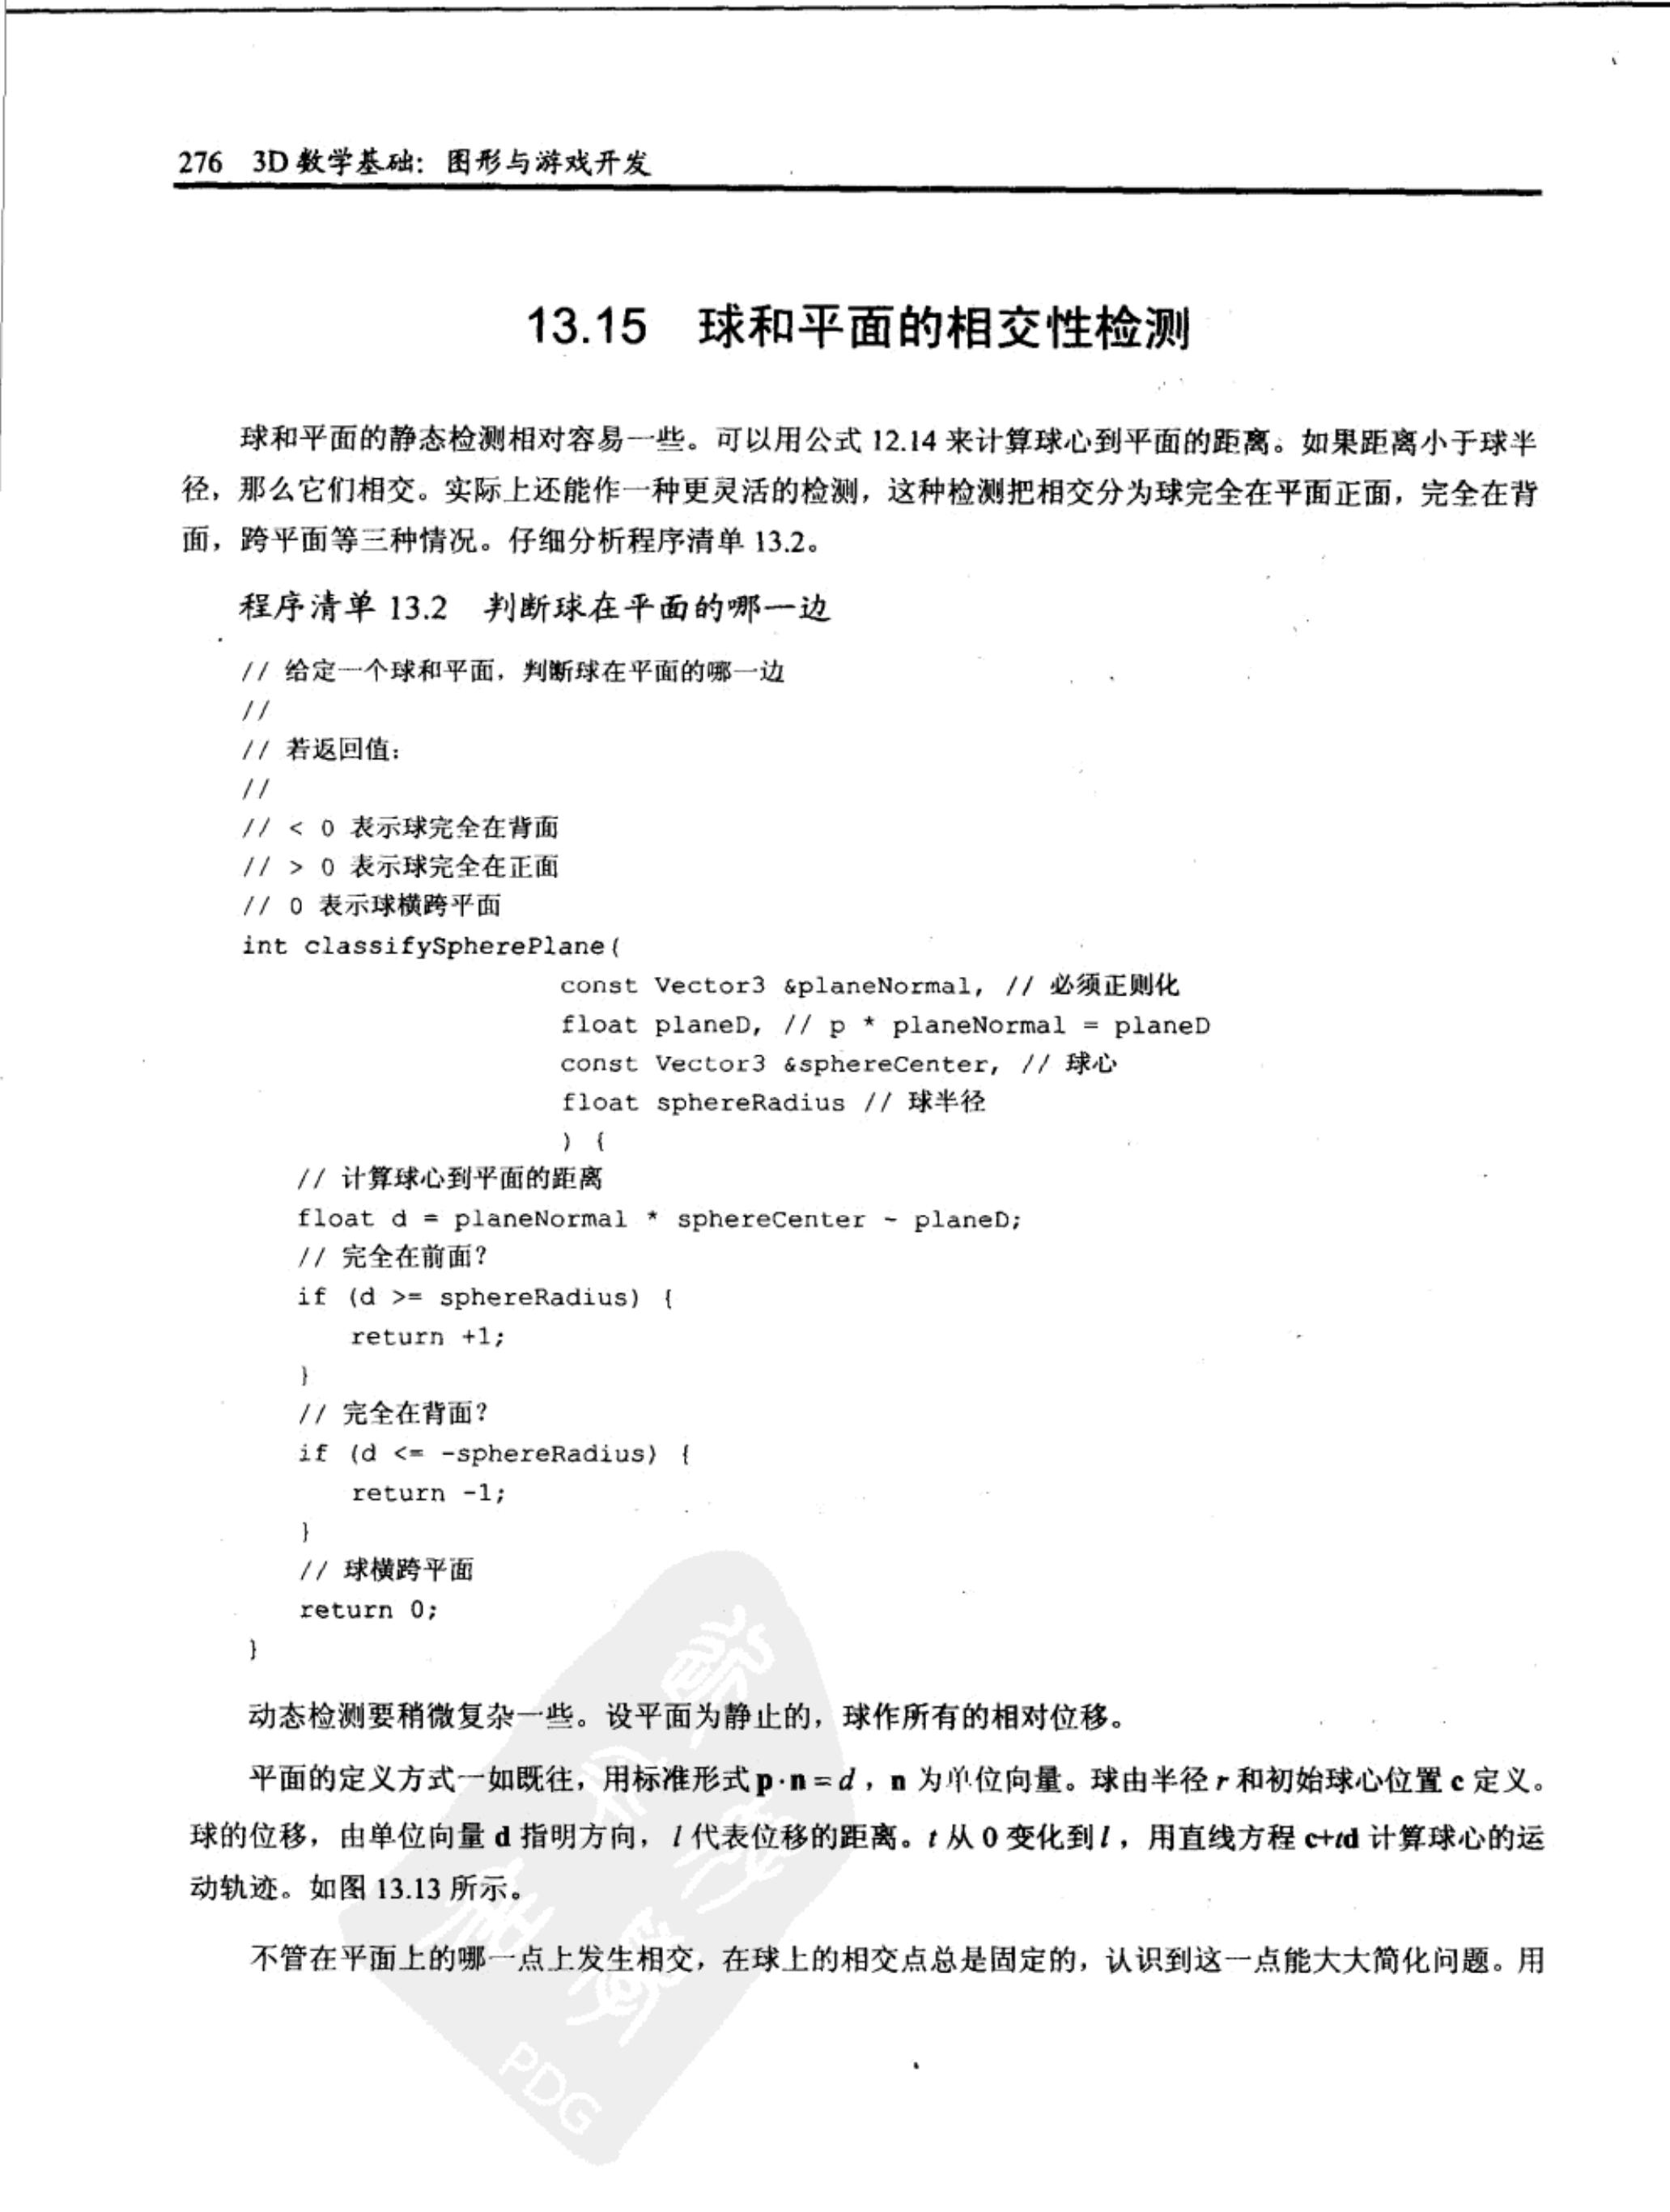 276 3D 数学基础：图形与游戏开发
13.15 球和平面的相交性检测
球和平面的静态检测相对容易一些。可以用公式 12.14 来计算球心到平面的距离。如果距离小于球半
径，那么它们相交。实际上还能作一种更灵活的检测，这种检测把相交分为球完全在平面正面，完全在背
面，跨平面等三种情况。仔细分析程序清单 13.2。
程序清单 13.2 判断球在平面的哪一边
// 给定一个球和平面，判断球在平面的哪一边
//
// 若返回值：
//
// < 0 表示球完全在背面
// > 0 表示球完全在正面
// 0 表示球横跨平面
int classifySpherePlane(
const Vector3 &planeNormal, // 必须正则化
float planeD, // p * planeNormal = planeD
const Vector3 &sphereCenter, // 球心
float sphereRadius // 球半径
) {
// 计算球心到平面的距离
float d = planeNormal * sphereCenter - planeD;
// 完全在前面？
if (d >= sphereRadius) {
return +1;
}
// 完全在背面？
if (d <= -sphereRadius) {
return -1;
}
// 球横跨平面
return 0;
}
动态检测要稍微复杂一些。设平面为静止的，球作所有的相对位移。
平面的定义方式一如既往，用标准形式 p·n = d，n 为单位向量。球由半径 r 和初始球心位置 c 定义。
球的位移，由单位向量 d 指明方向，l 代表位移的距离。t 从 0 变化到 l，用直线方程 c+td 计算球心的运
动轨迹。如图 13.13 所示。
不管在平面上的哪一点上发生相交，在球上的相交点总是固定的，认识到这一点能大大简化问题。用
PDG